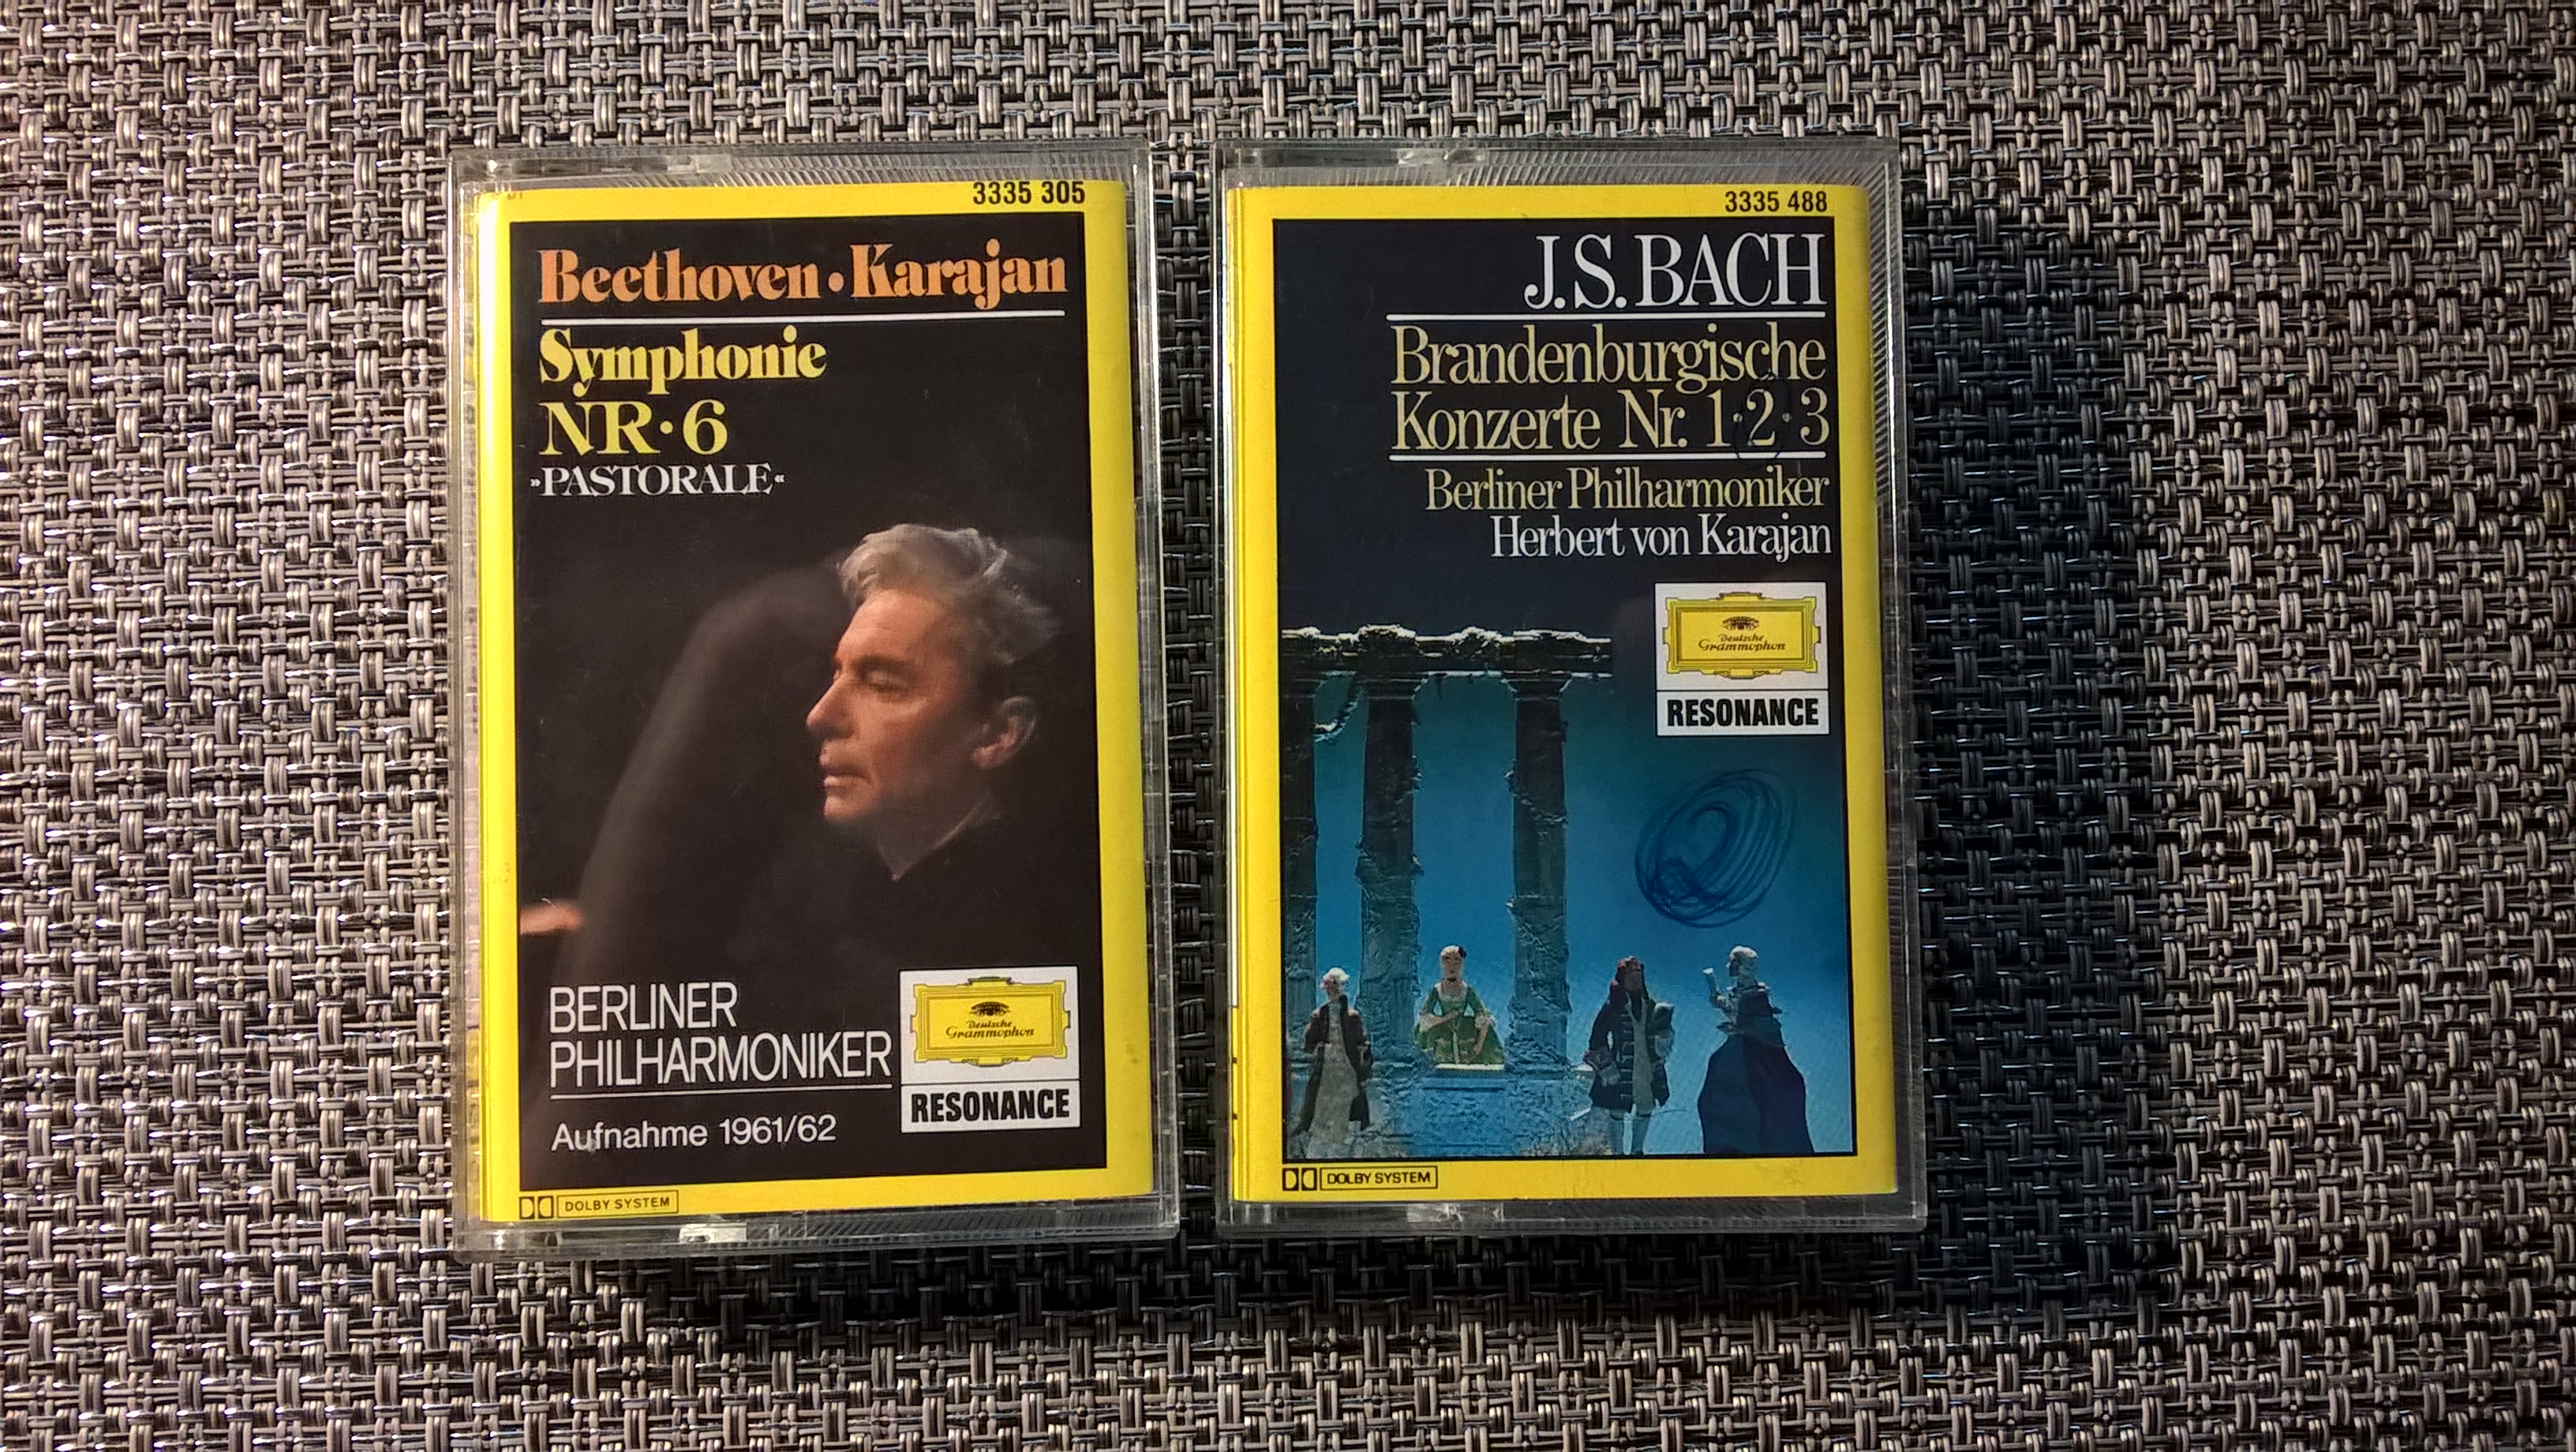 3335 305
Beethoven • Karajan
Symphonie
NR • 6
»PASTORALE«
BERLINER
PHILHARMONIKER
Aufnahme 1961/62
Deutsche
Grammophon
RESONANCE
DOLBY SYSTEM
3335 488
J. S. BACH
Brandenburgische
Konzerte Nr. 1·2·3
Berliner Philharmoniker
Herbert von Karajan
Deutsche
Grammophon
RESONANCE
DOLBY SYSTEM